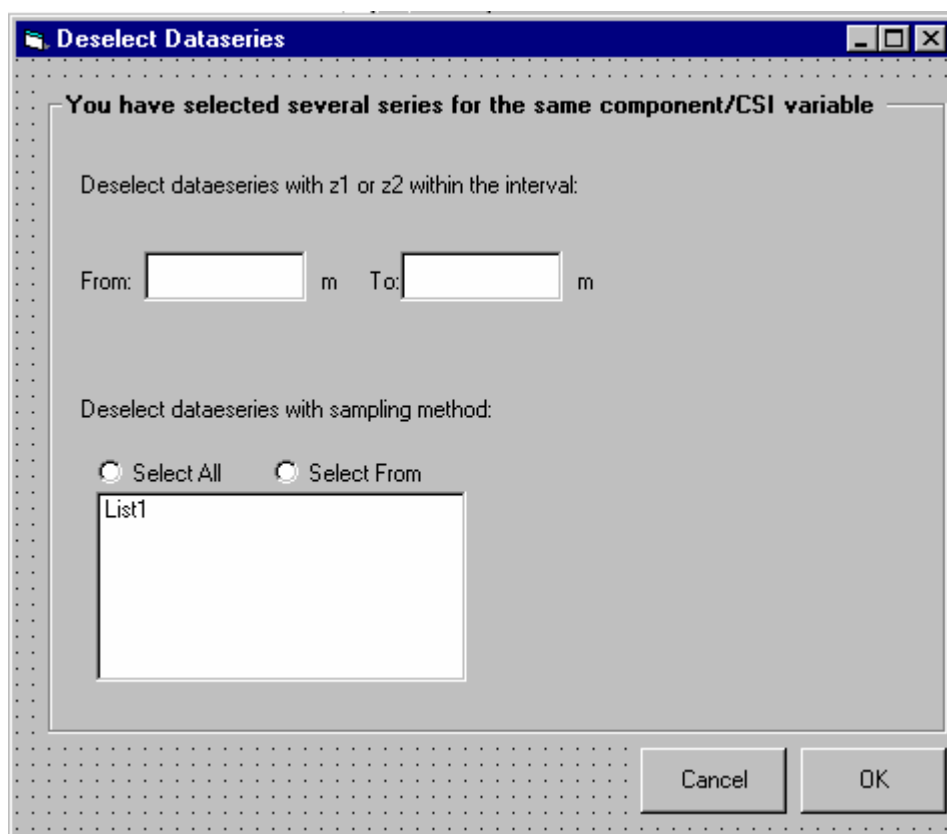 Deselect Dataseries
You have selected several series for the same component/CSI variable
Deselect dataeseries with z1 or z2 within the interval:
From: m To: m
Deselect dataeseries with sampling method:
Select All Select From
List1
Cancel OK